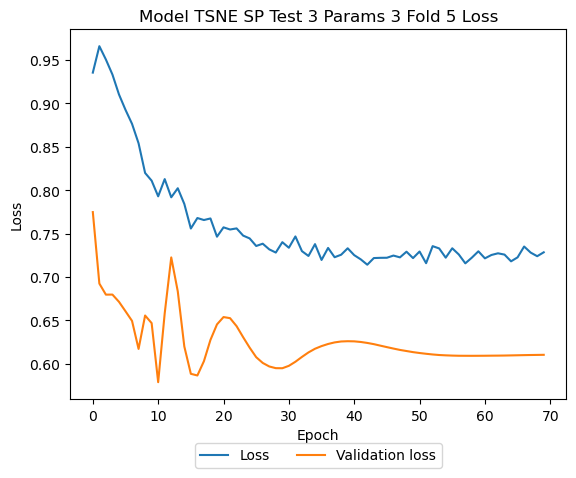 Model TSNE SP Test 3 Params 3 Fold 5 Loss
0.95
0.90
0.85
0.80
0.75
0.70
0.65
0.60
Loss
0 10 20 30 40 50 60 70
Epoch
Loss Validation loss